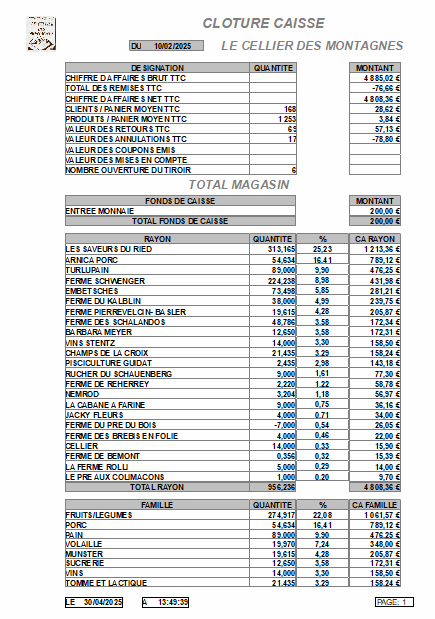 CLOTURE CAISSE
DU 10/02/2025 LE CELLIER DES MONTAGNES
DESIGNATION QUANTITE MONTANT
CHIFFRE D'AFFAIRES BRUT TTC 4 885,02 €
TOTAL DES REMISES TTC -76,66 €
CHIFFRE D'AFFAIRES NET TTC 4 808,36 €
CLIENTS / PANIER MOYEN TTC 168 28,62 €
PRODUITS / PANIER MOYEN TTC 1 253 3,84 €
VALEUR DES RETOURS TTC 69 57,13 €
VALEUR DES ANNULATIONS TTC 17 -78,80 €
VALEUR DES COUPONS EMIS
VALEUR DES MISES EN COMPTE
NOMBRE OUVERTURE DU TIROIR 6
TOTAL MAGASIN
FONDS DE CAISSE MONTANT
ENTREE MONNAIE 200,00 €
TOTAL FONDS DE CAISSE 200,00 €
RAYON QUANTITE % CA RAYON
LES SAVEURS DU RIED 313,165 25,23 1 213,36 €
ARNICA PORC 54,634 16,41 789,12 €
TURLUPAIN 89,000 9,90 476,25 €
FERME SCHWENGER 224,238 8,98 431,98 €
EMBETSCHES 73,498 5,85 281,21 €
FERME DU KALBLIN 38,000 4,99 239,75 €
FERME PIERREVELCIN- BASLER 19,615 4,28 205,87 €
FERME DES SCHALANDOS 48,786 3,58 172,34 €
BARBARA MEYER 12,650 3,58 172,31 €
VINS STENTZ 14,000 3,30 158,50 €
CHAMPS DE LA CROIX 21,435 3,29 158,24 €
PISCICULTURE GUIDAT 2,435 2,98 143,18 €
RUCHER DU SCHAUENBERG 9,000 1,61 77,30 €
FERME DE REHERREY 2,220 1,22 58,78 €
NEMROD 3,204 1,18 56,97 €
LA CABANE A FARINE 9,000 0,75 36,16 €
JACKY FLEURS 4,000 0,71 34,00 €
FERME DU PRE DU BOIS -7,000 0,54 26,05 €
FERME DES BREBIS EN FOLIE 4,000 0,46 22,00 €
CELLIER 14,000 0,33 15,90 €
FERME DE BEMONT 0,356 0,32 15,39 €
LA FERME ROLLI 5,000 0,29 14,00 €
LE PRE AUX COLIMACONS 1,000 0,20 9,70 €
TOTAL RAYON 956,236 4 808,36 €
FAMILLE QUANTITE % CA FAMILLE
FRUITS/LEGUMES 274,917 22,08 1 061,57 €
PORC 54,634 16,41 789,12 €
PAIN 89,000 9,90 476,25 €
VOLAILLE 19,970 7,24 348,00 €
MUNSTER 19,615 4,28 205,87 €
SUCRERIE 12,650 3,58 172,31 €
VINS 14,000 3,30 158,50 €
TOMME ET LACTIQUE 21,435 3,29 158,24 €
LE 30/04/2025 A 13:49:39 PAGE: 1